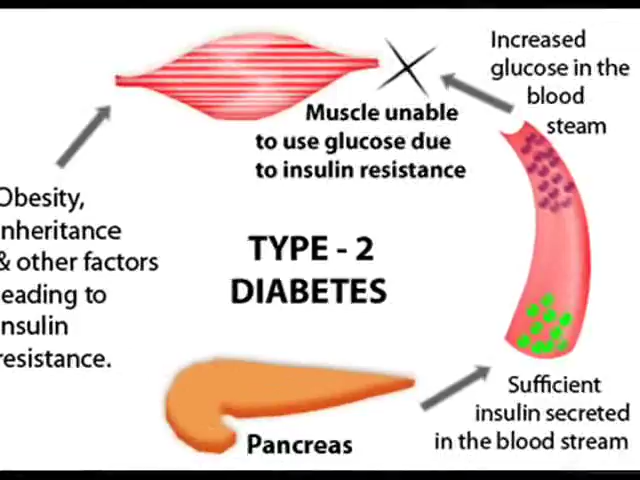 Increased
glucose in the
blood
steam
Muscle unable
to use glucose due
to insulin resistance
Obesity,
nheritance
& other factors
eading to
nsulin
resistance.
TYPE - 2
DIABETES
Sufficient
insulin secreted
in the blood stream
Pancreas